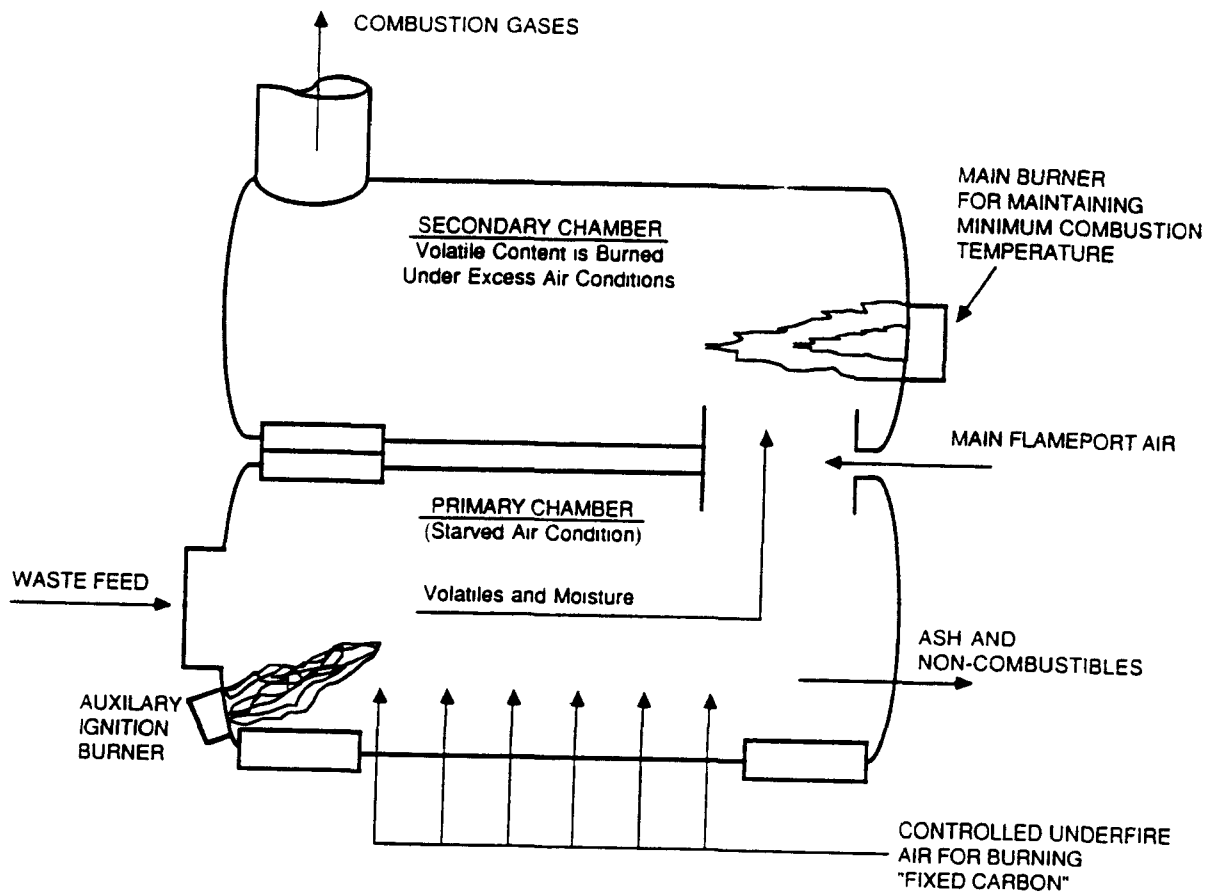 COMBUSTION GASES
MAIN BURNER
FOR MAINTAINING
MINIMUM COMBUSTION
TEMPERATURE
SECONDARY CHAMBER
Volatile Content is Burned
Under Excess Air Conditions
MAIN FLAMEPORT AIR
PRIMARY CHAMBER
(Starved Air Condition)
WASTE FEED
Volatiles and Moisture
ASH AND
NON-COMBUSTIBLES
AUXILARY
IGNITION
BURNER
CONTROLLED UNDERFIRE
AIR FOR BURNING
"FIXED CARBON"